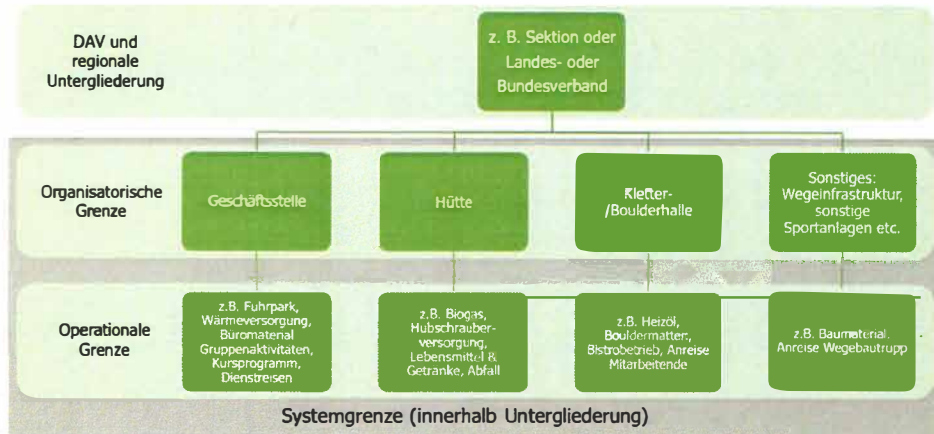 DAV und
regionale
Untergliederung
z. B. Sektion oder
Landes- oder
Bundesverband
Organisatorische
Grenze
Geschäftsstelle
Hütte
Kletter-
/Boulderhalle
Sonstiges:
Wegeinfrastruktur,
sonstige
Sportanlagen etc.
Operationale
Grenze
z.B. Fuhrpark,
Wärmeversorgung,
Büromaterial
Gruppenaktivitäten,
Kursprogramm,
Dienstreisen
z.B. Biogas,
Hubschrauber-
versorgung,
Lebensmittel &
Getränke, Abfall
z.B. Heizöl,
Bouldermatten,
Bistrobetrieb, Anreise
Mitarbeitende
z.B. Baumaterial.
Anreise Wegebautrupp
Systemgrenze (innerhalb Untergliederung)